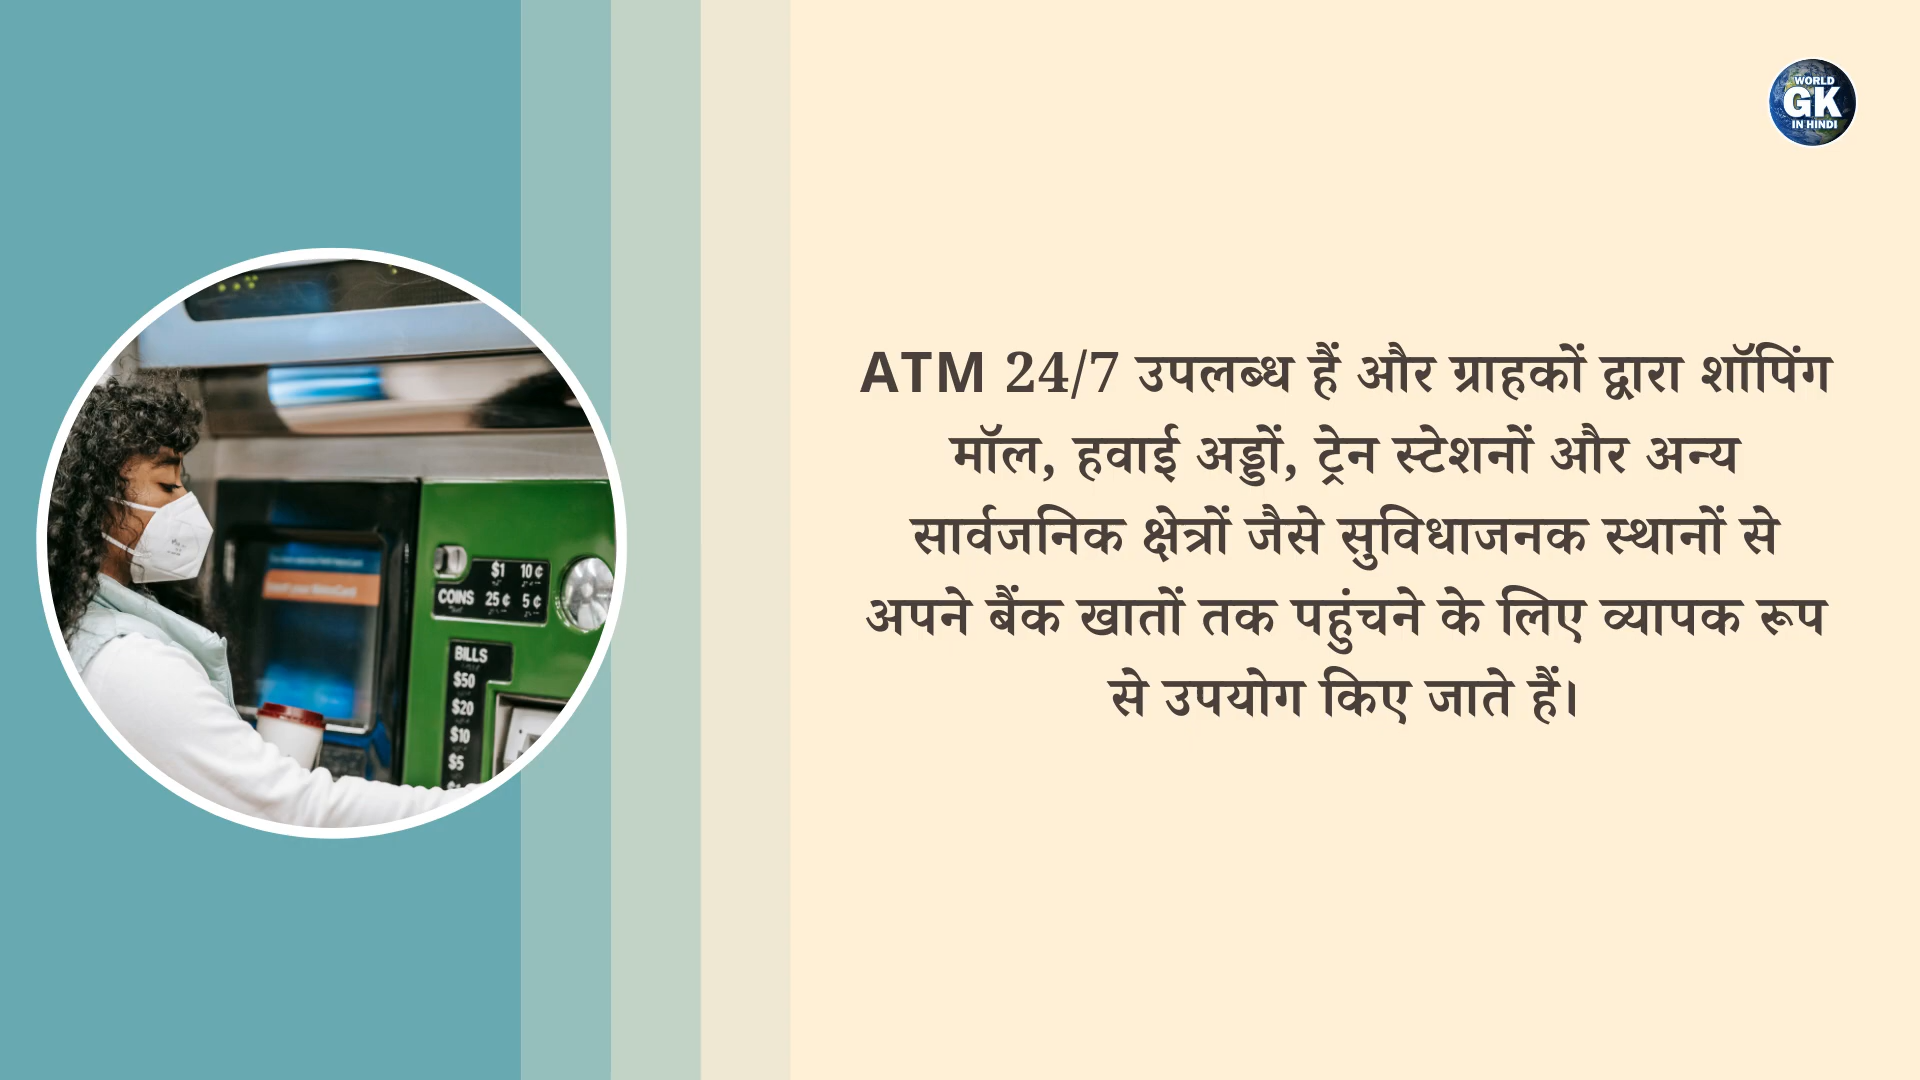 WORLD
GK
IN HINDI
ATM 24/7 उपलब्ध हैं और ग्राहकों द्वारा शॉपिंग
मॉल, हवाई अड्डों, ट्रेन स्टेशनों और अन्य
सार्वजनिक क्षेत्रों जैसे सुविधाजनक स्थानों से
अपने बैंक खातों तक पहुंचने के लिए व्यापक रूप
से उपयोग किए जाते हैं।
$1 10¢
COINS 25¢ 5¢
BILLS
$50
$20
$10
$5